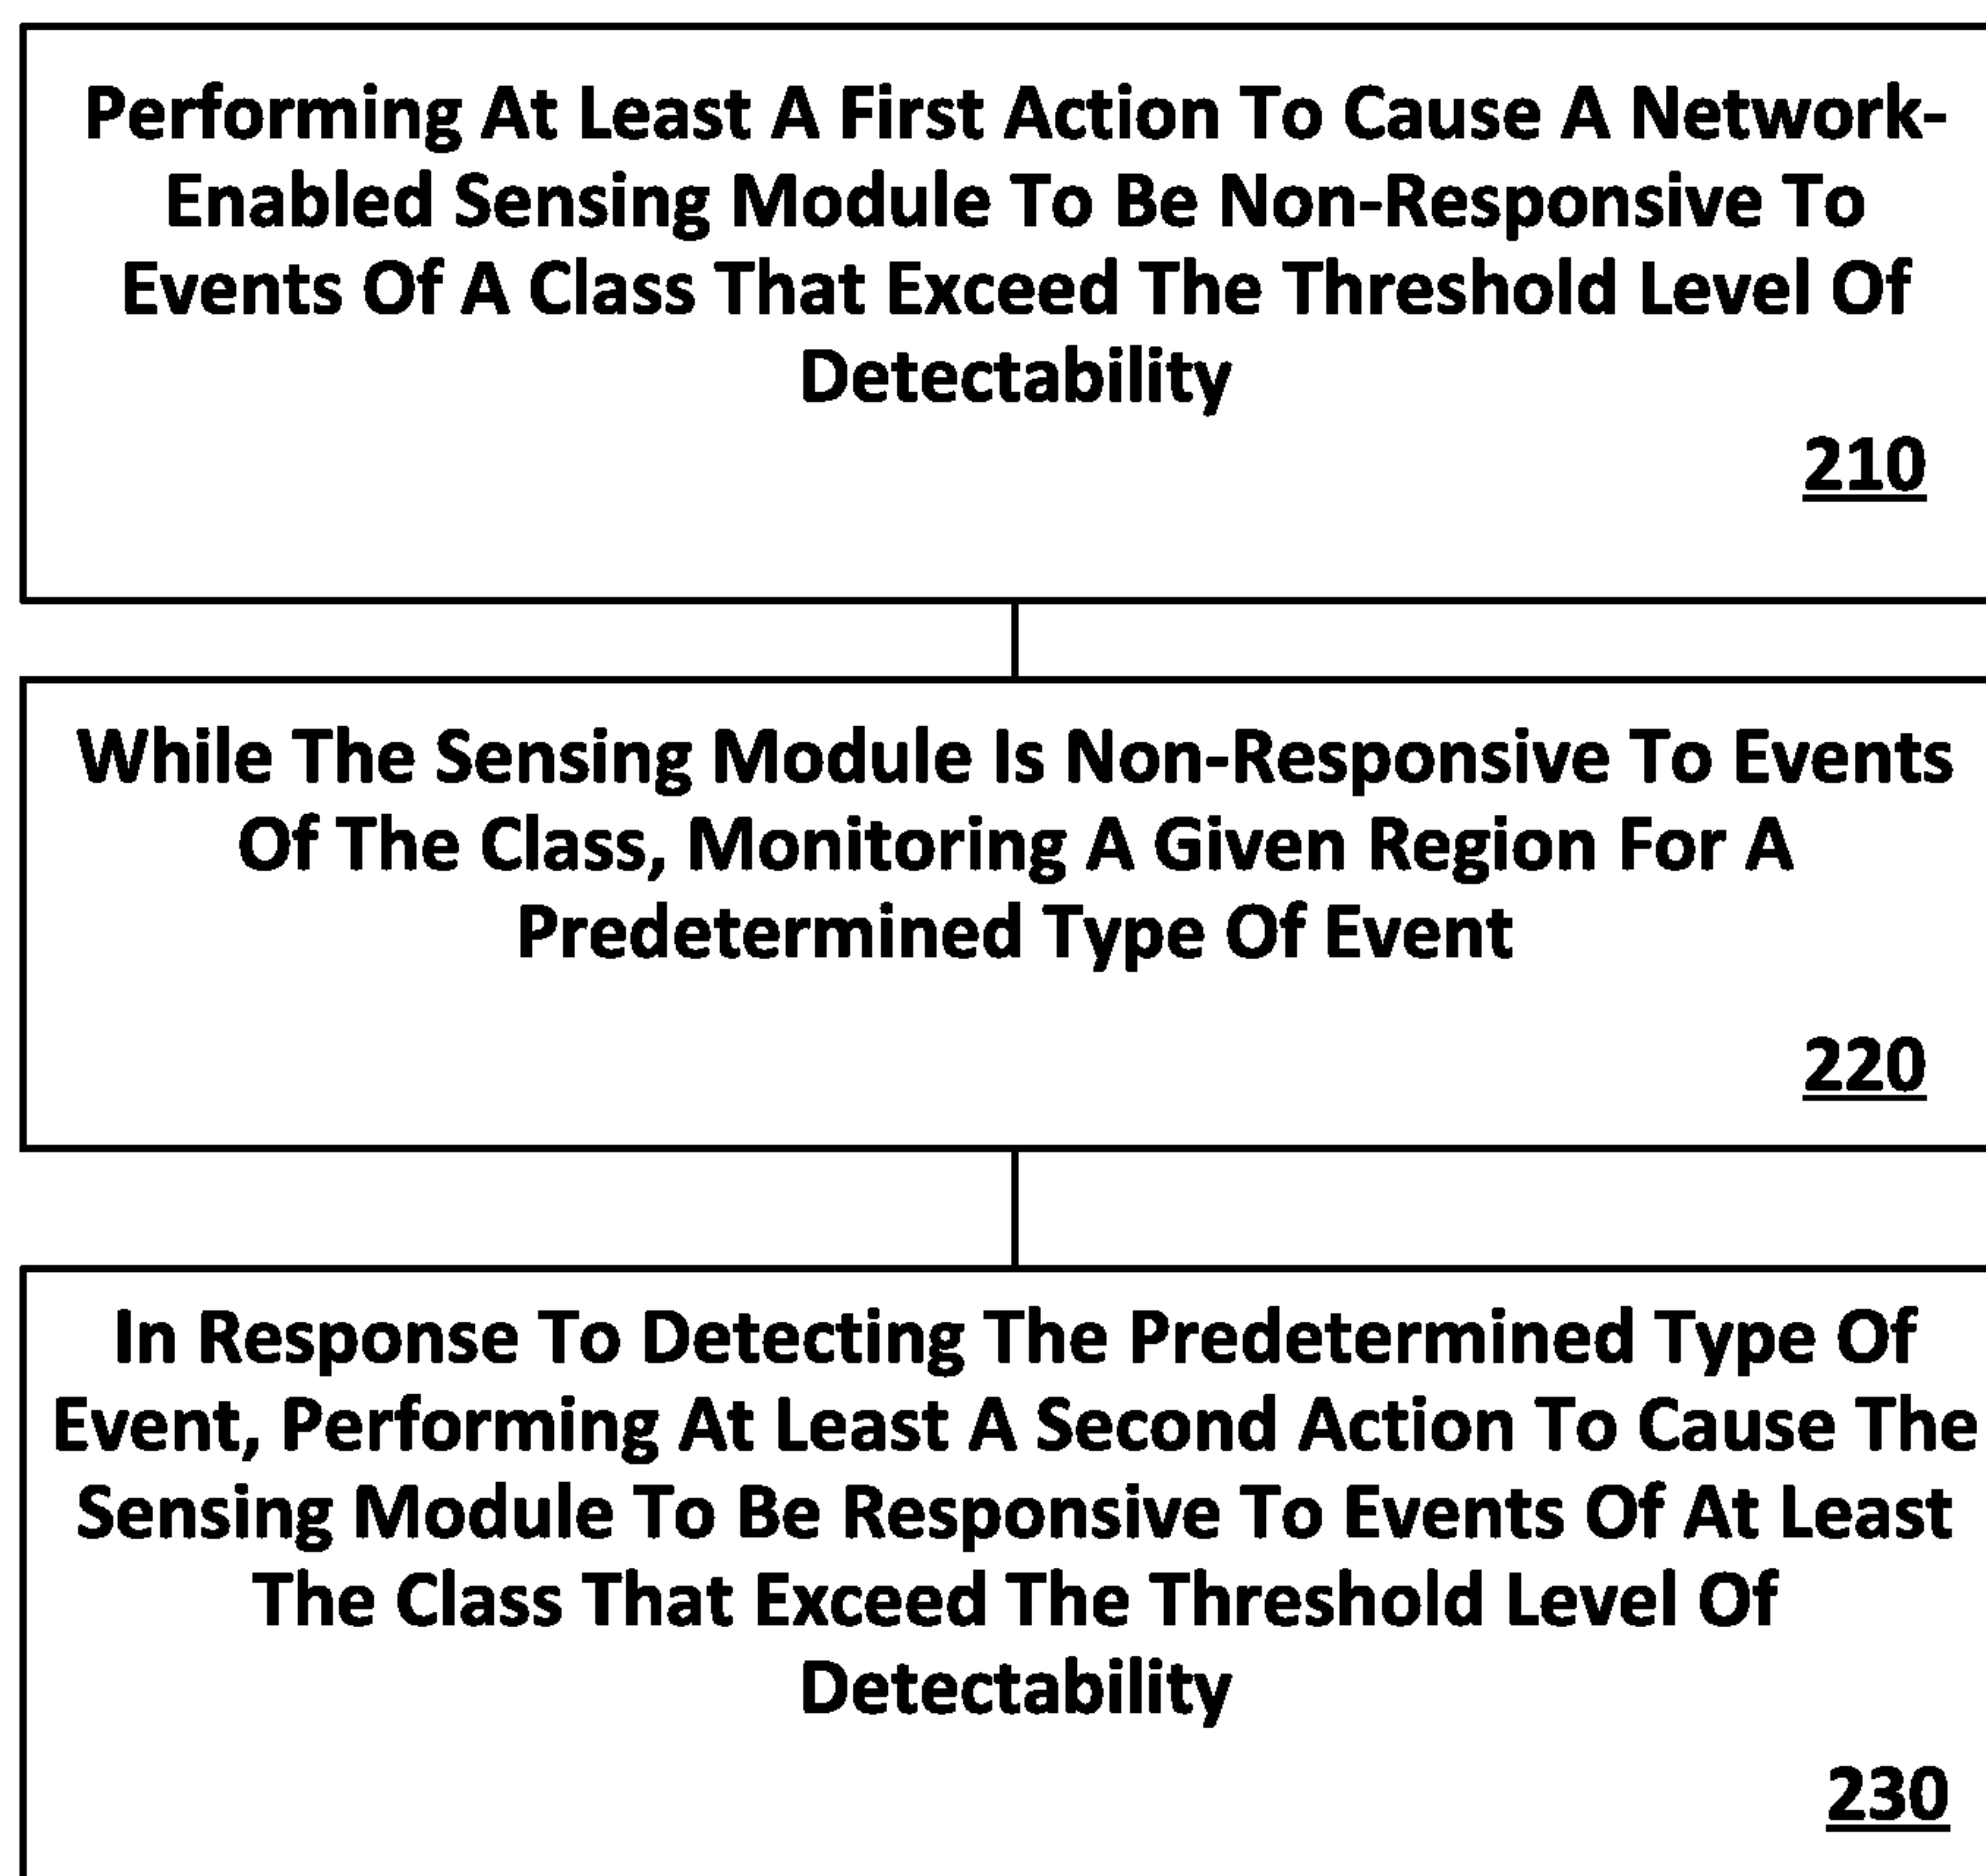 Performing At Least A First Action To Cause A Network-
Enabled Sensing Module To Be Non-Responsive To
Events Of A Class That Exceed The Threshold Level Of
Detectability
210
While The Sensing Module Is Non-Responsive To Events
Of The Class, Monitoring A Given Region For A
Predetermined Type Of Event
220
In Response To Detecting The Predetermined Type Of
Event, Performing At Least A Second Action To Cause The
Sensing Module To Be Responsive To Events Of At Least
The Class That Exceed The Threshold Level Of
Detectability
230